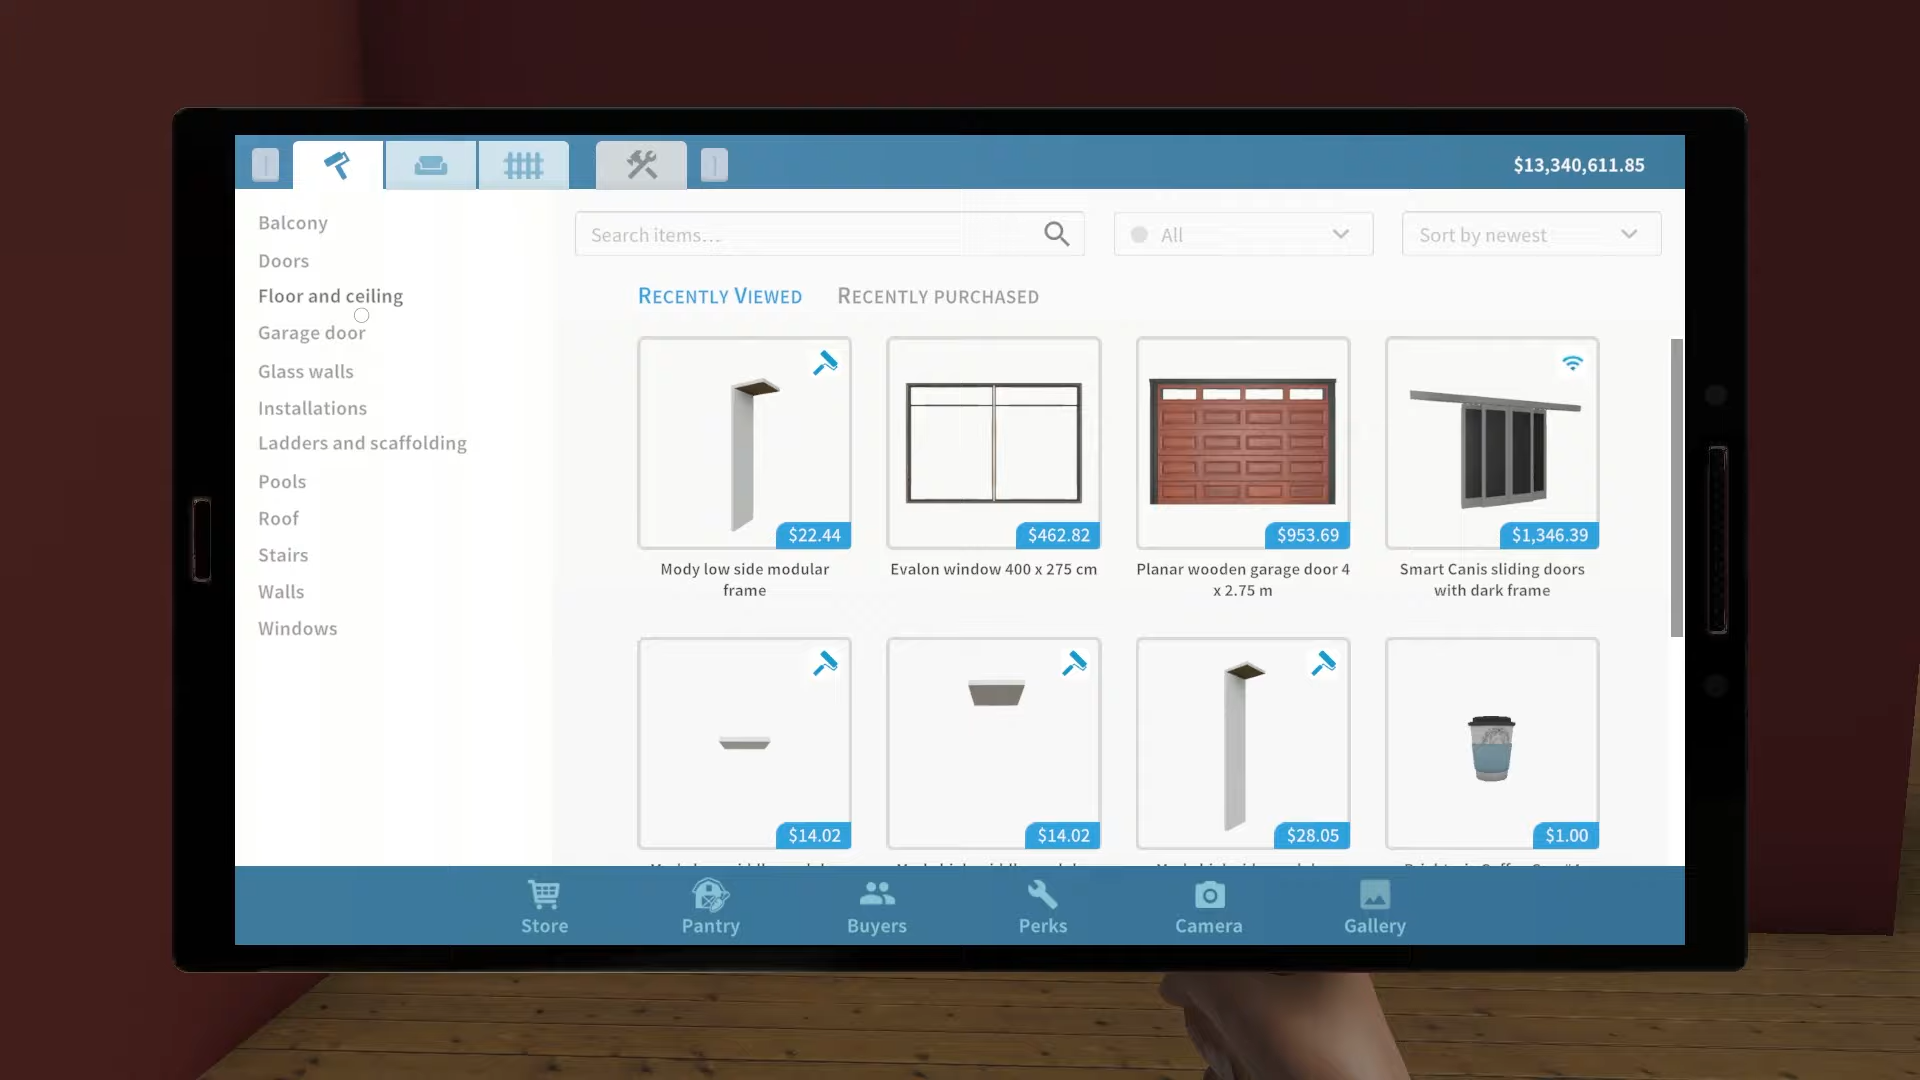 $13,340,611.85
Balcony
Doors
Floor and ceiling
Garage door
Glass walls
Installations
Ladders and scaffolding
Pools
Roof
Stairs
Walls
Windows
Search items...
All
Sort by newest
RECENTLY VIEWED
RECENTLY PURCHASED
$22.44
Mody low side modular
frame
$462.82
Evalon window 400 x 275 cm
$953.69
Planar wooden garage door 4
x 2.75 m
$1,346.39
Smart Canis sliding doors
with dark frame
$14.02
$14.02
$28.05
$1.00
Store
Pantry
Buyers
Perks
Camera
Gallery